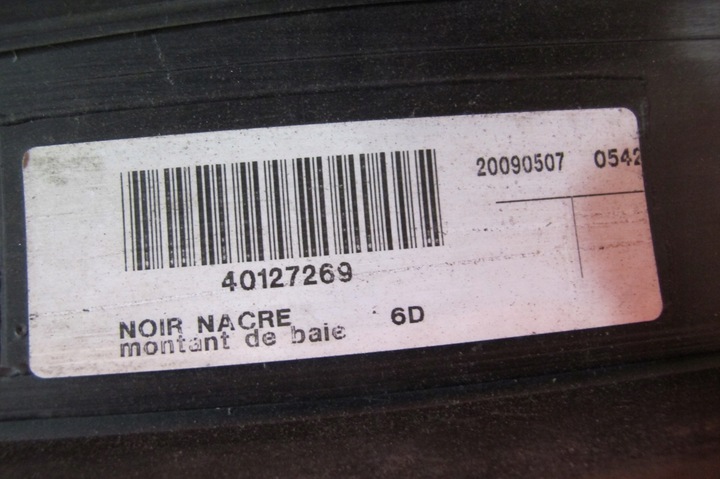 20090507 0542
40127269
NOIR NACRE 6D
montant de baie